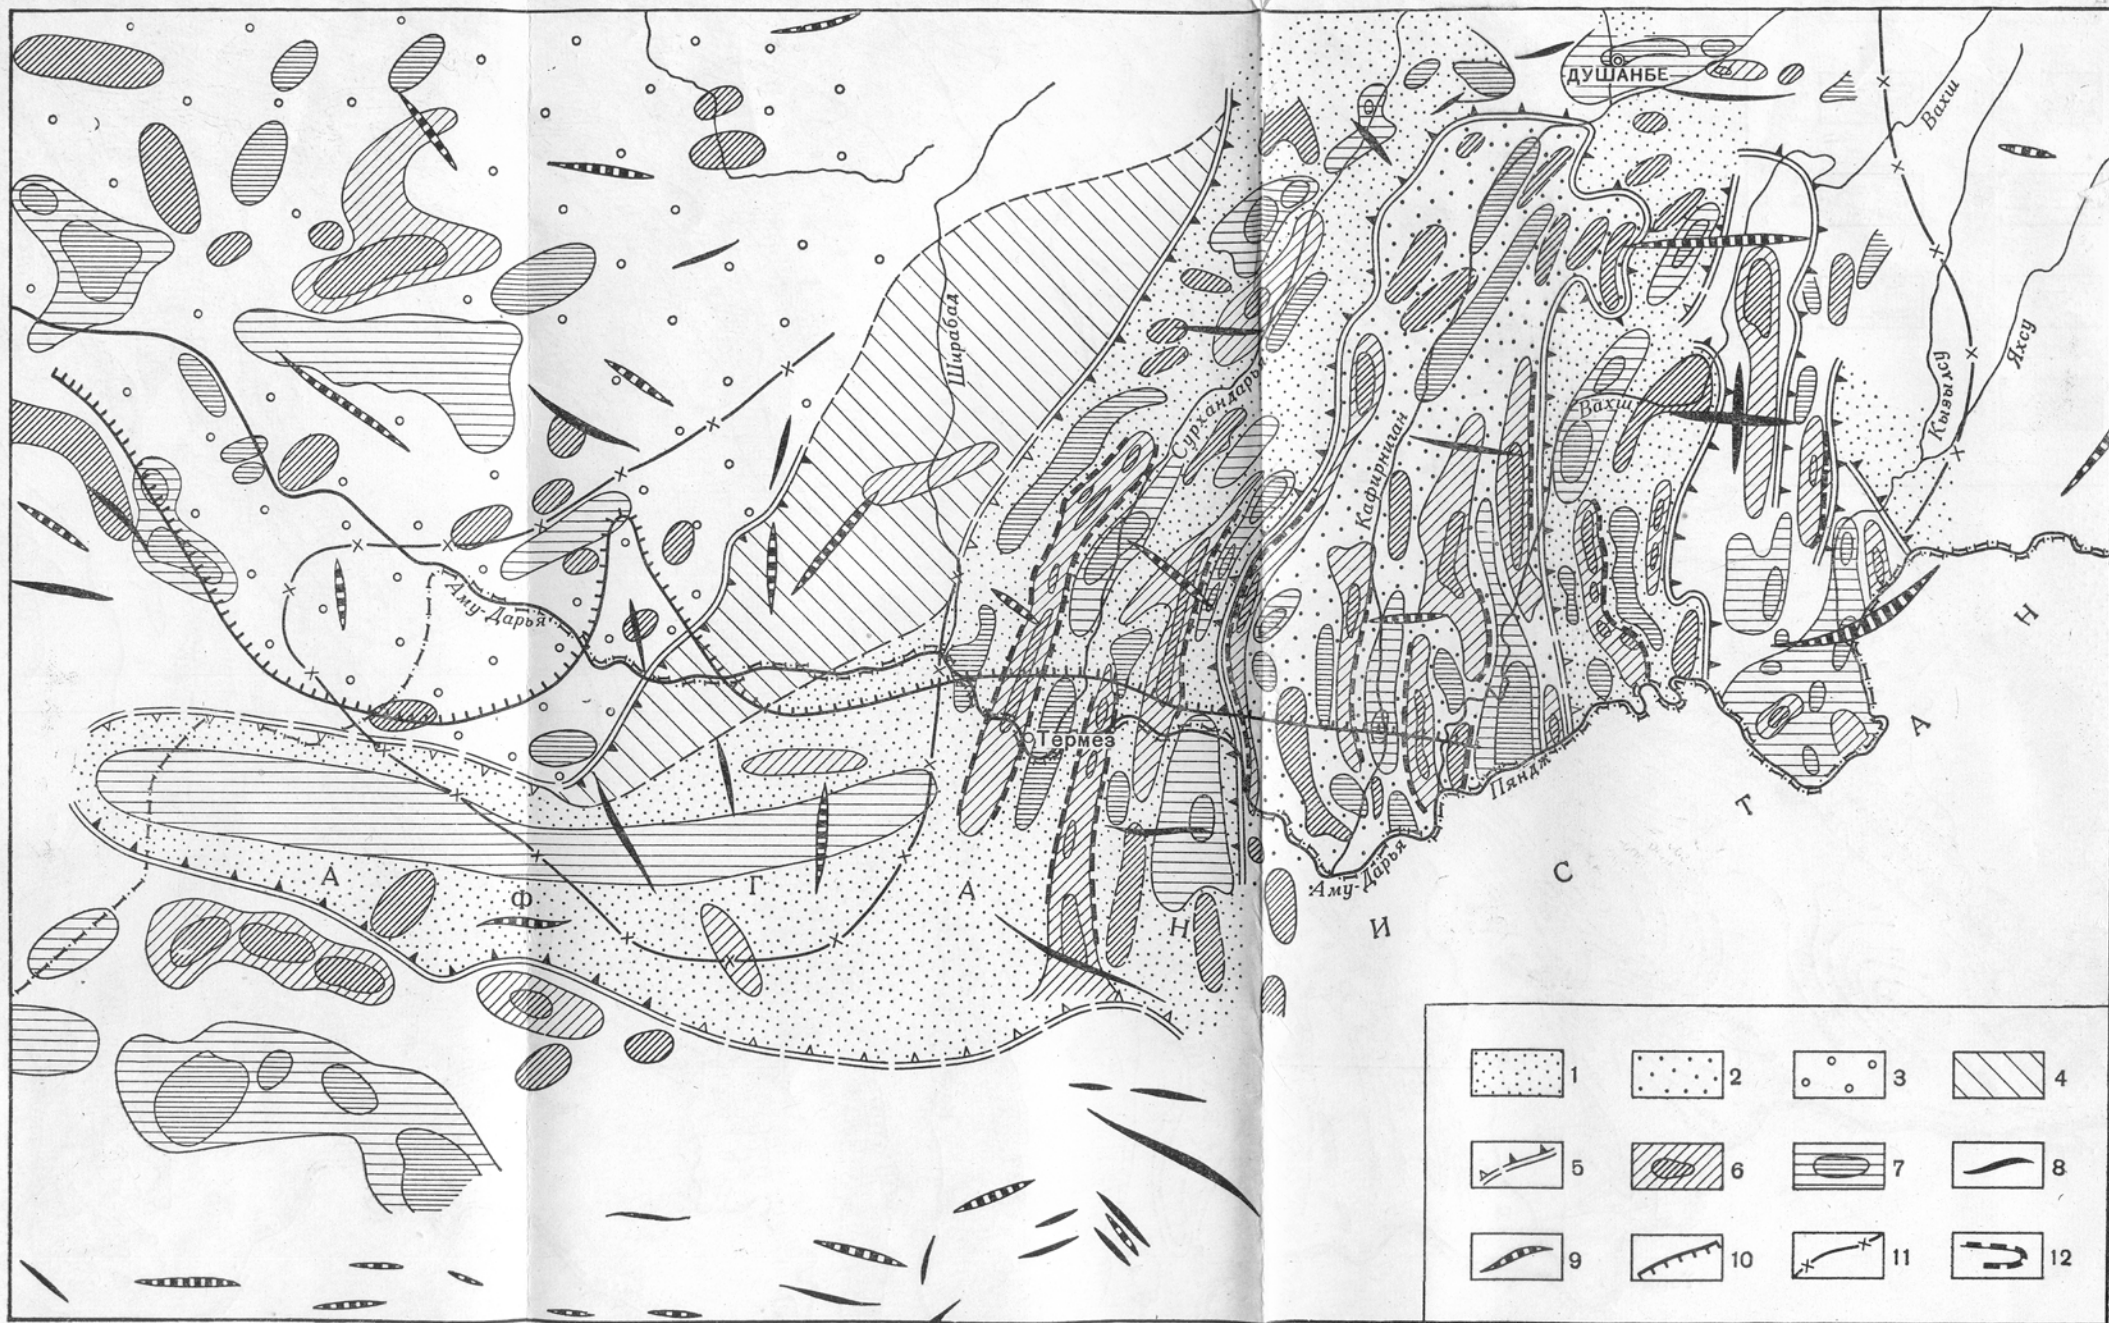 ДУШАНБЕ
Вахш
Ширабад
Сурхандарья
Кафирниган
Вахш
Кызылсу
Яхсу
Аму-Дарья
Термез
Пяндж
Аму-Дарья
А Ф Г А Н И С Т А Н
1
2
3
4
5
6
7
8
9
10
11
12